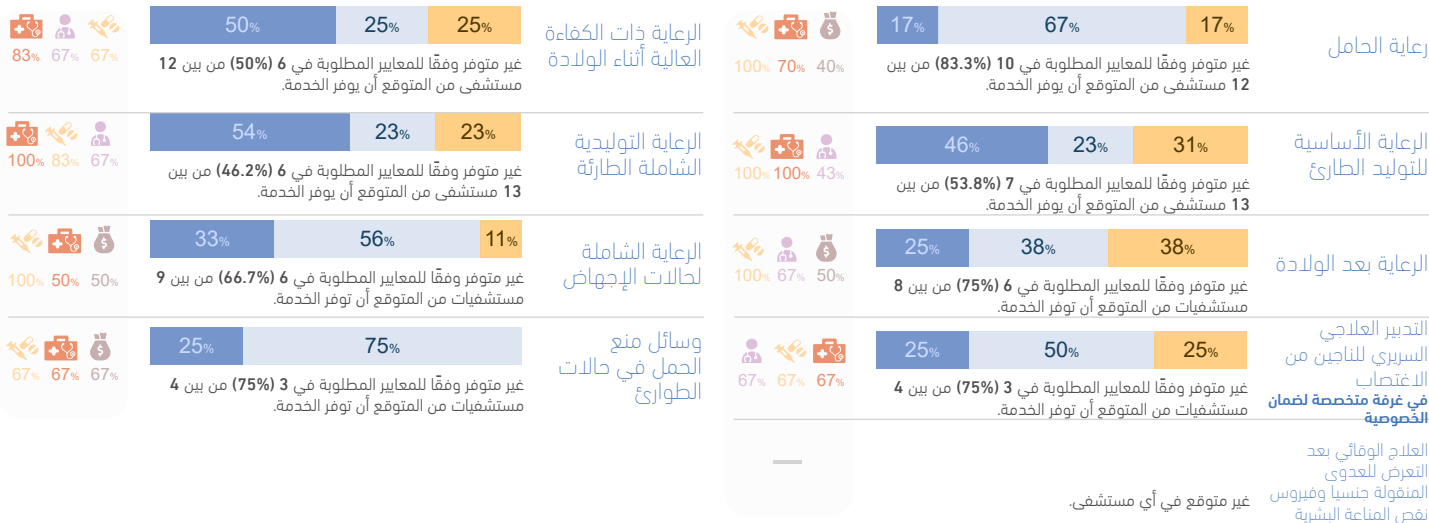 رعاية الحامل
17% 67% 17%
غير متوفر وفقًا للمعايير المطلوبة في 10 (83.3%) من بين
12 مستشفى من المتوقع أن يوفر الخدمة.
100% 70% 40%
الرعاية الأساسية
للتوليد الطارئ
46% 23% 31%
غير متوفر وفقًا للمعايير المطلوبة في 7 (53.8%) من بين
13 مستشفى من المتوقع أن يوفر الخدمة.
100% 100% 43%
الرعاية بعد الولادة
25% 38% 38%
غير متوفر وفقًا للمعايير المطلوبة في 6 (75%) من بين 8
مستشفيات من المتوقع أن توفر الخدمة.
100% 67% 50%
التدبير العلاجي
السريري للناجين من
الاغتصاب
في غرفة متخصصة لضمان
الخصوصية
25% 50% 25%
غير متوفر وفقًا للمعايير المطلوبة في 3 (75%) من بين 4
مستشفيات من المتوقع أن توفر الخدمة.
67% 67% 67%
العلاج الوقائي بعد
التعرض للعدوى
المنقولة جنسيا وفيروس
نقص المناعة البشرية
غير متوقع في أي مستشفى.
الرعاية ذات الكفاءة
العالية أثناء الولادة
50% 25% 25%
غير متوفر وفقًا للمعايير المطلوبة في 6 (50%) من بين 12
مستشفى من المتوقع أن يوفر الخدمة.
83% 67% 67%
الرعاية التوليدية
الشاملة الطارئة
54% 23% 23%
غير متوفر وفقًا للمعايير المطلوبة في 6 (46.2%) من بين
13 مستشفى من المتوقع أن يوفر الخدمة.
100% 83% 67%
الرعاية الشاملة
لحالات الإجهاض
33% 56% 11%
غير متوفر وفقًا للمعايير المطلوبة في 6 (66.7%) من بين 9
مستشفيات من المتوقع أن توفر الخدمة.
100% 50% 50%
وسائل منع
الحمل في حالات
الطوارئ
25% 75%
غير متوفر وفقًا للمعايير المطلوبة في 3 (75%) من بين 4
مستشفيات من المتوقع أن توفر الخدمة.
67% 67% 67%